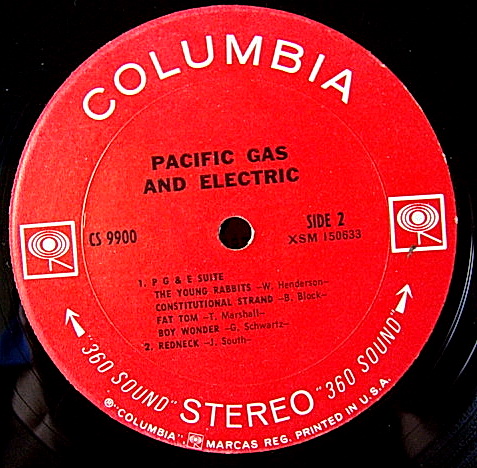 COLUMBIA
PACIFIC GAS
AND ELECTRIC
CS 9900
SIDE 2
XSM 150633
1. P G & E SUITE
THE YOUNG RABBITS –W. Henderson–
CONSTITUTIONAL STRAND –B. Block–
FAT TOM –T. Marshall–
BOY WONDER –G. Schwartz–
2. REDNECK –J. South–
"360 SOUND" STEREO "360 SOUND"
℗ "COLUMBIA", MARCAS REG. PRINTED IN U.S.A.